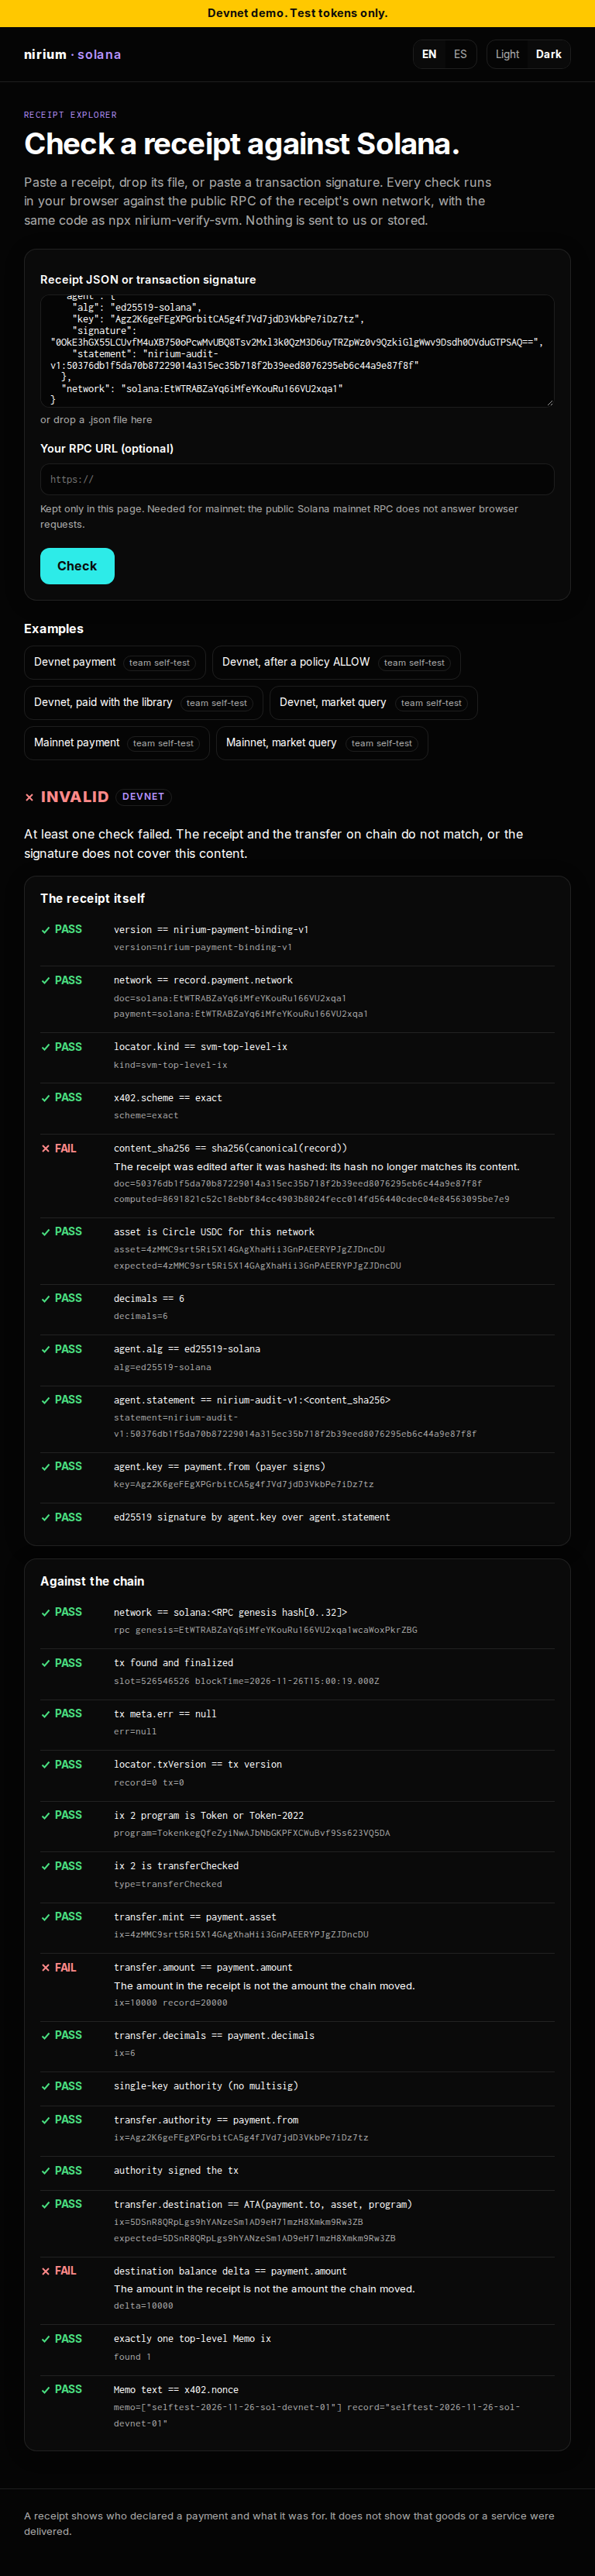 Devnet demo. Test tokens only.
nirium · solana
EN ES Light Dark
RECEIPT EXPLORER
Check a receipt against Solana.
Paste a receipt, drop its file, or paste a transaction signature. Every check runs
in your browser against the public RPC of the receipt's own network, with the
same code as npx nirium-verify-svm. Nothing is sent to us or stored.
Receipt JSON or transaction signature
"agent": {
"alg": "ed25519-solana",
"key": "Agz2K6geFEgXPGrbitCA5g4fJVd7jdD3VkbPe7iDz7tz",
"signature":
"0OkE3hGX55LCUvfM4uXB750oPcwMvUBQ8Tsv2Mxl3k0QzM3D6uyTRZpWz0v9QzkiGlgWwv9Dsdh0OVduGTPSAQ==",
"statement": "nirium-audit-
v1:50376db1f5da70b87229014a315ec35b718f2b39eed8076295eb6c44a9e87f8f"
},
"network": "solana:EtWTRABZaYq6iMfeYKouRu166VU2xqa1"
}
or drop a .json file here
Your RPC URL (optional)
https://
Kept only in this page. Needed for mainnet: the public Solana mainnet RPC does not answer browser
requests.
Check
Examples
Devnet payment team self-test Devnet, after a policy ALLOW team self-test
Devnet, paid with the library team self-test Devnet, market query team self-test
Mainnet payment team self-test Mainnet, market query team self-test
× INVALID DEVNET
At least one check failed. The receipt and the transfer on chain do not match, or the
signature does not cover this content.
The receipt itself
✓ PASS version == nirium-payment-binding-v1
version=nirium-payment-binding-v1
✓ PASS network == record.payment.network
doc=solana:EtWTRABZaYq6iMfeYKouRu166VU2xqa1
payment=solana:EtWTRABZaYq6iMfeYKouRu166VU2xqa1
✓ PASS locator.kind == svm-top-level-ix
kind=svm-top-level-ix
✓ PASS x402.scheme == exact
scheme=exact
× FAIL content_sha256 == sha256(canonical(record))
The receipt was edited after it was hashed: its hash no longer matches its content.
doc=50376db1f5da70b87229014a315ec35b718f2b39eed8076295eb6c44a9e87f8f
computed=8691821c52c18ebbf84cc4903b8024fecc014fd56440cdec04e84563095be7e9
✓ PASS asset is Circle USDC for this network
asset=4zMMC9srt5Ri5X14GAgXhaHii3GnPAEERYPJgZJDncDU
expected=4zMMC9srt5Ri5X14GAgXhaHii3GnPAEERYPJgZJDncDU
✓ PASS decimals == 6
decimals=6
✓ PASS agent.alg == ed25519-solana
alg=ed25519-solana
✓ PASS agent.statement == nirium-audit-v1:<content_sha256>
statement=nirium-audit-
v1:50376db1f5da70b87229014a315ec35b718f2b39eed8076295eb6c44a9e87f8f
✓ PASS agent.key == payment.from (payer signs)
key=Agz2K6geFEgXPGrbitCA5g4fJVd7jdD3VkbPe7iDz7tz
✓ PASS ed25519 signature by agent.key over agent.statement
Against the chain
✓ PASS network == solana:<RPC genesis hash[0..32]>
rpc genesis=EtWTRABZaYq6iMfeYKouRu166VU2xqa1wcaWoxPkrZBG
✓ PASS tx found and finalized
slot=526546526 blockTime=2026-11-26T15:00:19.000Z
✓ PASS tx meta.err == null
err=null
✓ PASS locator.txVersion == tx version
record=0 tx=0
✓ PASS ix 2 program is Token or Token-2022
program=TokenkegQfeZyiNwAJbNbGKPFXCWuBvf9Ss623VQ5DA
✓ PASS ix 2 is transferChecked
type=transferChecked
✓ PASS transfer.mint == payment.asset
ix=4zMMC9srt5Ri5X14GAgXhaHii3GnPAEERYPJgZJDncDU
× FAIL transfer.amount == payment.amount
The amount in the receipt is not the amount the chain moved.
ix=10000 record=20000
✓ PASS transfer.decimals == payment.decimals
ix=6
✓ PASS single-key authority (no multisig)
✓ PASS transfer.authority == payment.from
ix=Agz2K6geFEgXPGrbitCA5g4fJVd7jdD3VkbPe7iDz7tz
✓ PASS authority signed the tx
✓ PASS transfer.destination == ATA(payment.to, asset, program)
ix=5DSnR8QRpLgs9hYANzeSm1AD9eH71mzH8Xmkm9Rw3ZB
expected=5DSnR8QRpLgs9hYANzeSm1AD9eH71mzH8Xmkm9Rw3ZB
× FAIL destination balance delta == payment.amount
The amount in the receipt is not the amount the chain moved.
delta=10000
✓ PASS exactly one top-level Memo ix
found 1
✓ PASS Memo text == x402.nonce
memo=["selftest-2026-11-26-sol-devnet-01"] record="selftest-2026-11-26-sol-
devnet-01"
A receipt shows who declared a payment and what it was for. It does not show that goods or a service were
delivered.